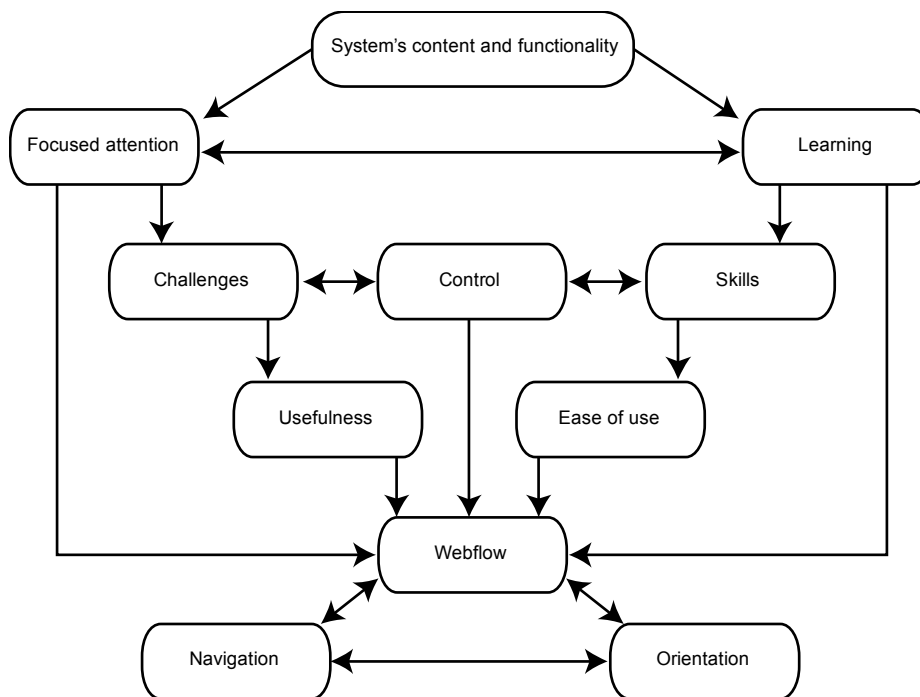 System's content and functionality
Focused attention
Learning
Challenges
Control
Skills
Usefulness
Ease of use
Webflow
Navigation
Orientation